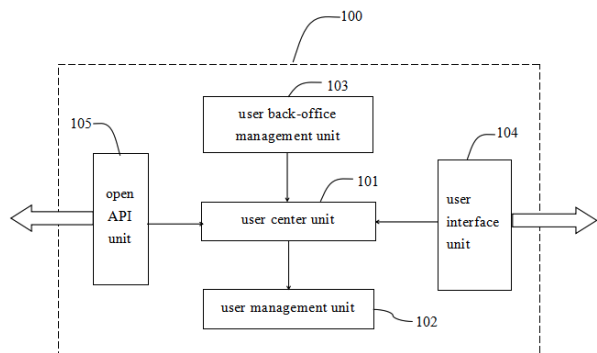 100
103
user back-office
management unit
105
104
open
API
unit
101
user center unit
user
interface
unit
user management unit
102